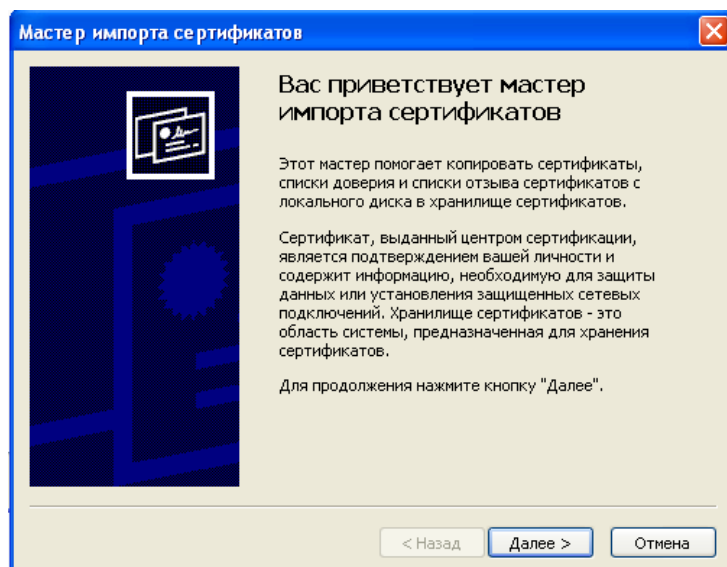 Мастер импорта сертификатов
Вас приветствует мастер
импорта сертификатов
Этот мастер помогает копировать сертификаты,
списки доверия и списки отзыва сертификатов с
локального диска в хранилище сертификатов.
Сертификат, выданный центром сертификации,
является подтверждением вашей личности и
содержит информацию, необходимую для защиты
данных или установления защищенных сетевых
подключений. Хранилище сертификатов - это
область системы, предназначенная для хранения
сертификатов.
Для продолжения нажмите кнопку "Далее".
< Назад Далее > Отмена